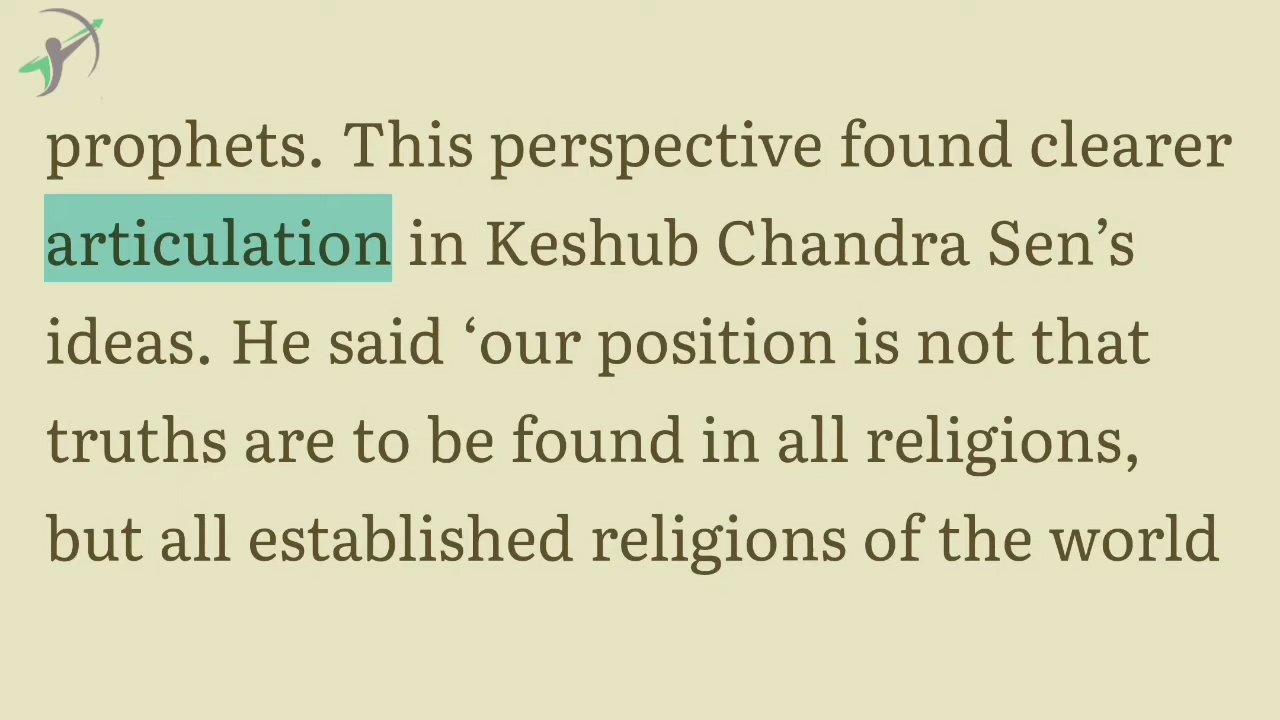 prophets. This perspective found clearer
articulation in Keshub Chandra Sen’s
ideas. He said ‘our position is not that
truths are to be found in all religions,
but all established religions of the world